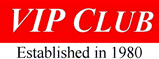 VIP CLUB
Established in 1980